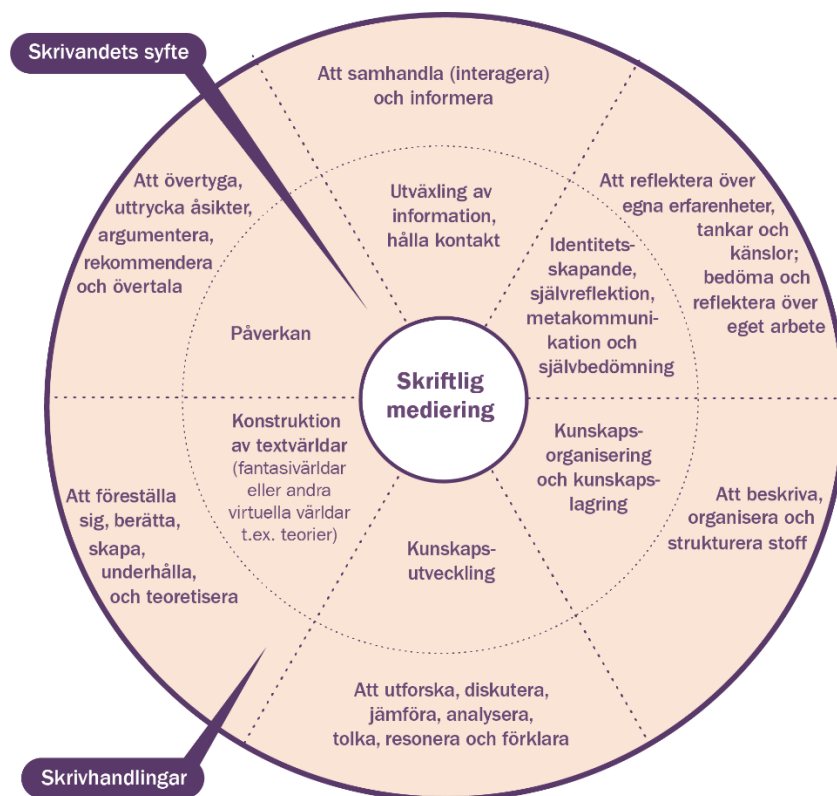 Skrivandets syfte
Att samhandla (interagera)
och informera
Att övertyga,
uttrycka åsikter,
argumentera,
rekommendera
och övertala
Utväxling av
information,
hålla kontakt
Att reflektera över
egna erfarenheter,
tankar och
känslor;
bedöma och
reflektera över
eget arbete
Identitets-
skapande,
självreflektion,
metakommuni-
kation och
självbedömning
Påverkan
Skriftlig
mediering
Konstruktion
av textvärldar
(fantasivärldar
eller andra
virtuella världar
t.ex. teorier)
Kunskaps-
organisering
och kunskaps-
lagring
Att föreställa
sig, berätta,
skapa,
underhålla,
och teoretisera
Att beskriva,
organisera och
strukturera stoff
Kunskaps-
utveckling
Att utforska, diskutera,
jämföra, analysera,
tolka, resonera och förklara
Skrivhandlingar